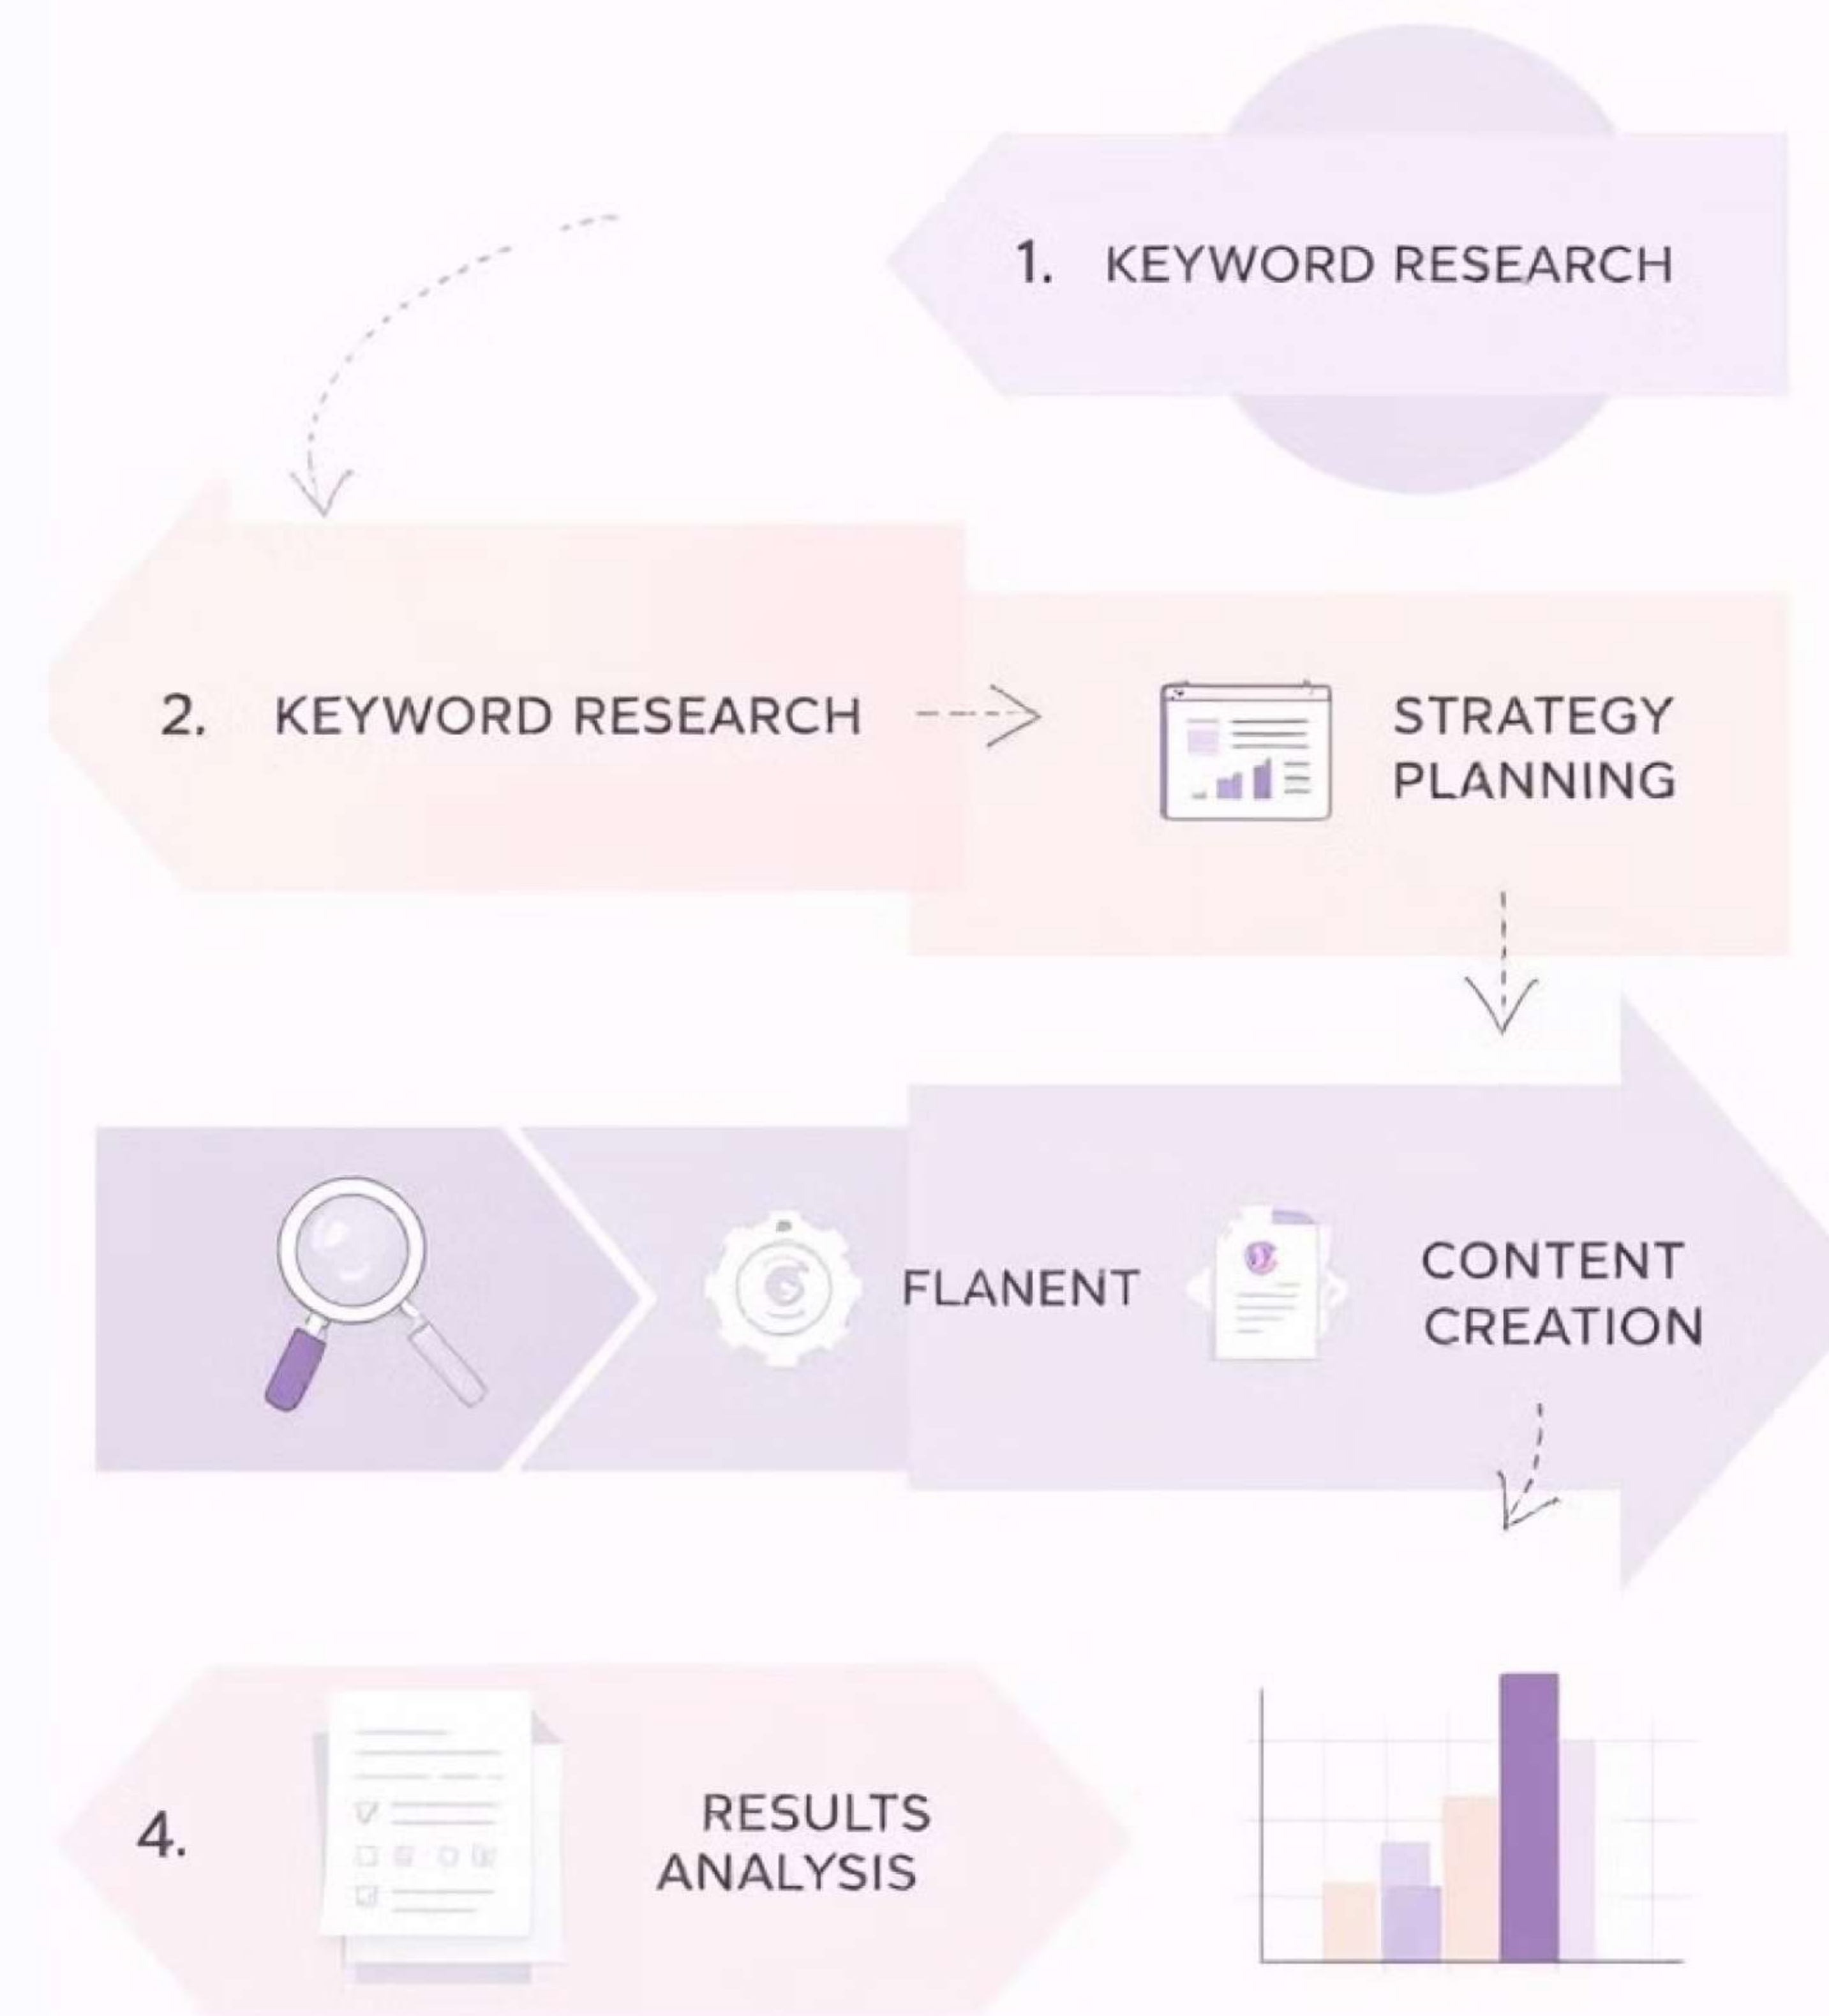 1. KEYWORD RESEARCH
2. KEYWORD RESEARCH
STRATEGY
PLANNING
FLANENT
CONTENT
CREATION
4.
RESULTS
ANALYSIS